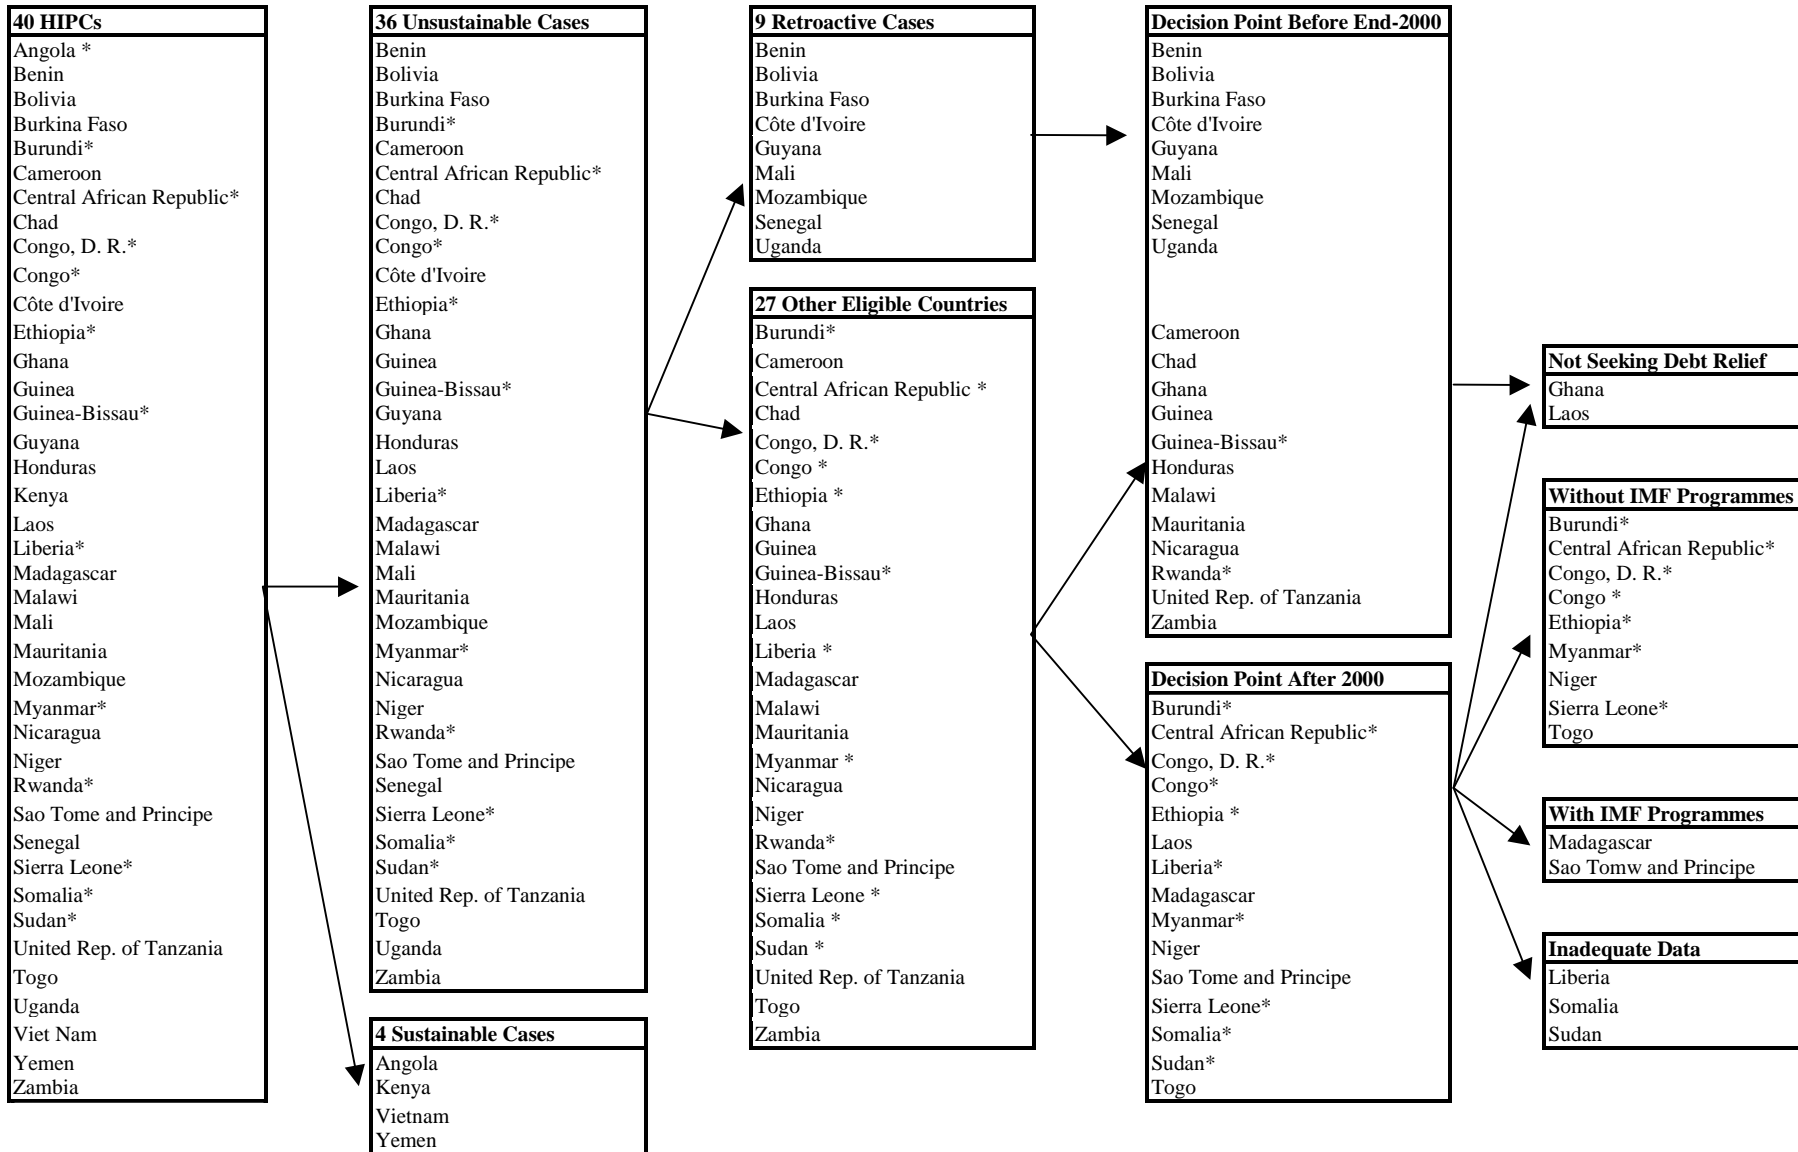 40 HIPCs
Angola *
Benin
Bolivia
Burkina Faso
Burundi*
Cameroon
Central African Republic*
Chad
Congo, D. R.*
Congo*
Côte d'Ivoire
Ethiopia*
Ghana
Guinea
Guinea-Bissau*
Guyana
Honduras
Kenya
Laos
Liberia*
Madagascar
Malawi
Mali
Mauritania
Mozambique
Myanmar*
Nicaragua
Niger
Rwanda*
Sao Tome and Principe
Senegal
Sierra Leone*
Somalia*
Sudan*
United Rep. of Tanzania
Togo
Uganda
Viet Nam
Yemen
Zambia
36 Unsustainable Cases
Benin
Bolivia
Burkina Faso
Burundi*
Cameroon
Central African Republic*
Chad
Congo, D. R.*
Congo*
Côte d'Ivoire
Ethiopia*
Ghana
Guinea
Guinea-Bissau*
Guyana
Honduras
Laos
Liberia*
Madagascar
Malawi
Mali
Mauritania
Mozambique
Myanmar*
Nicaragua
Niger
Rwanda*
Sao Tome and Principe
Senegal
Sierra Leone*
Somalia*
Sudan*
United Rep. of Tanzania
Togo
Uganda
Zambia
4 Sustainable Cases
Angola
Kenya
Vietnam
Yemen
9 Retroactive Cases
Benin
Bolivia
Burkina Faso
Côte d'Ivoire
Guyana
Mali
Mozambique
Senegal
Uganda
27 Other Eligible Countries
Burundi*
Cameroon
Central African Republic *
Chad
Congo, D. R.*
Congo *
Ethiopia *
Ghana
Guinea
Guinea-Bissau*
Honduras
Laos
Liberia *
Madagascar
Malawi
Mauritania
Myanmar *
Nicaragua
Niger
Rwanda*
Sao Tome and Principe
Sierra Leone *
Somalia *
Sudan *
United Rep. of Tanzania
Togo
Zambia
Decision Point Before End-2000
Benin
Bolivia
Burkina Faso
Côte d'Ivoire
Guyana
Mali
Mozambique
Senegal
Uganda
Cameroon
Chad
Ghana
Guinea
Guinea-Bissau*
Honduras
Malawi
Mauritania
Nicaragua
Rwanda*
United Rep. of Tanzania
Zambia
Decision Point After 2000
Burundi*
Central African Republic*
Congo, D. R.*
Congo*
Ethiopia *
Laos
Liberia*
Madagascar
Myanmar*
Niger
Sao Tome and Principe
Sierra Leone*
Somalia*
Sudan*
Togo
Not Seeking Debt Relief
Ghana
Laos
Without IMF Programmes
Burundi*
Central African Republic*
Congo, D. R.*
Congo *
Ethiopia*
Myanmar*
Niger
Sierra Leone*
Togo
With IMF Programmes
Madagascar
Sao Tomw and Principe
Inadequate Data
Liberia
Somalia
Sudan